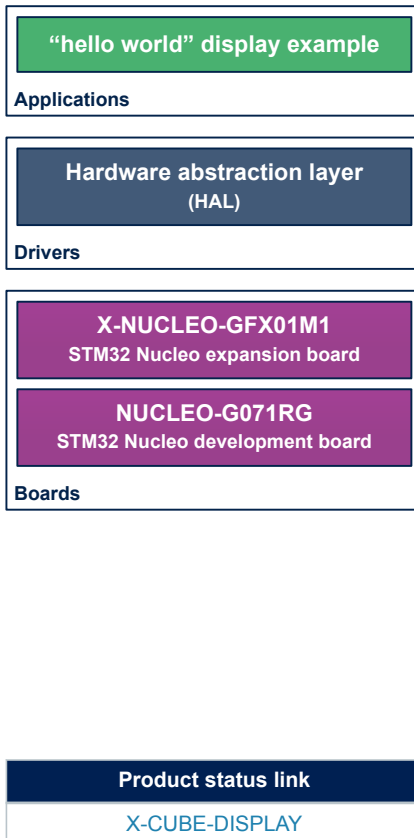 “hello world” display example
Applications
Hardware abstraction layer
(HAL)
Drivers
X-NUCLEO-GFX01M1
STM32 Nucleo expansion board
NUCLEO-G071RG
STM32 Nucleo development board
Boards
Product status link
X-CUBE-DISPLAY